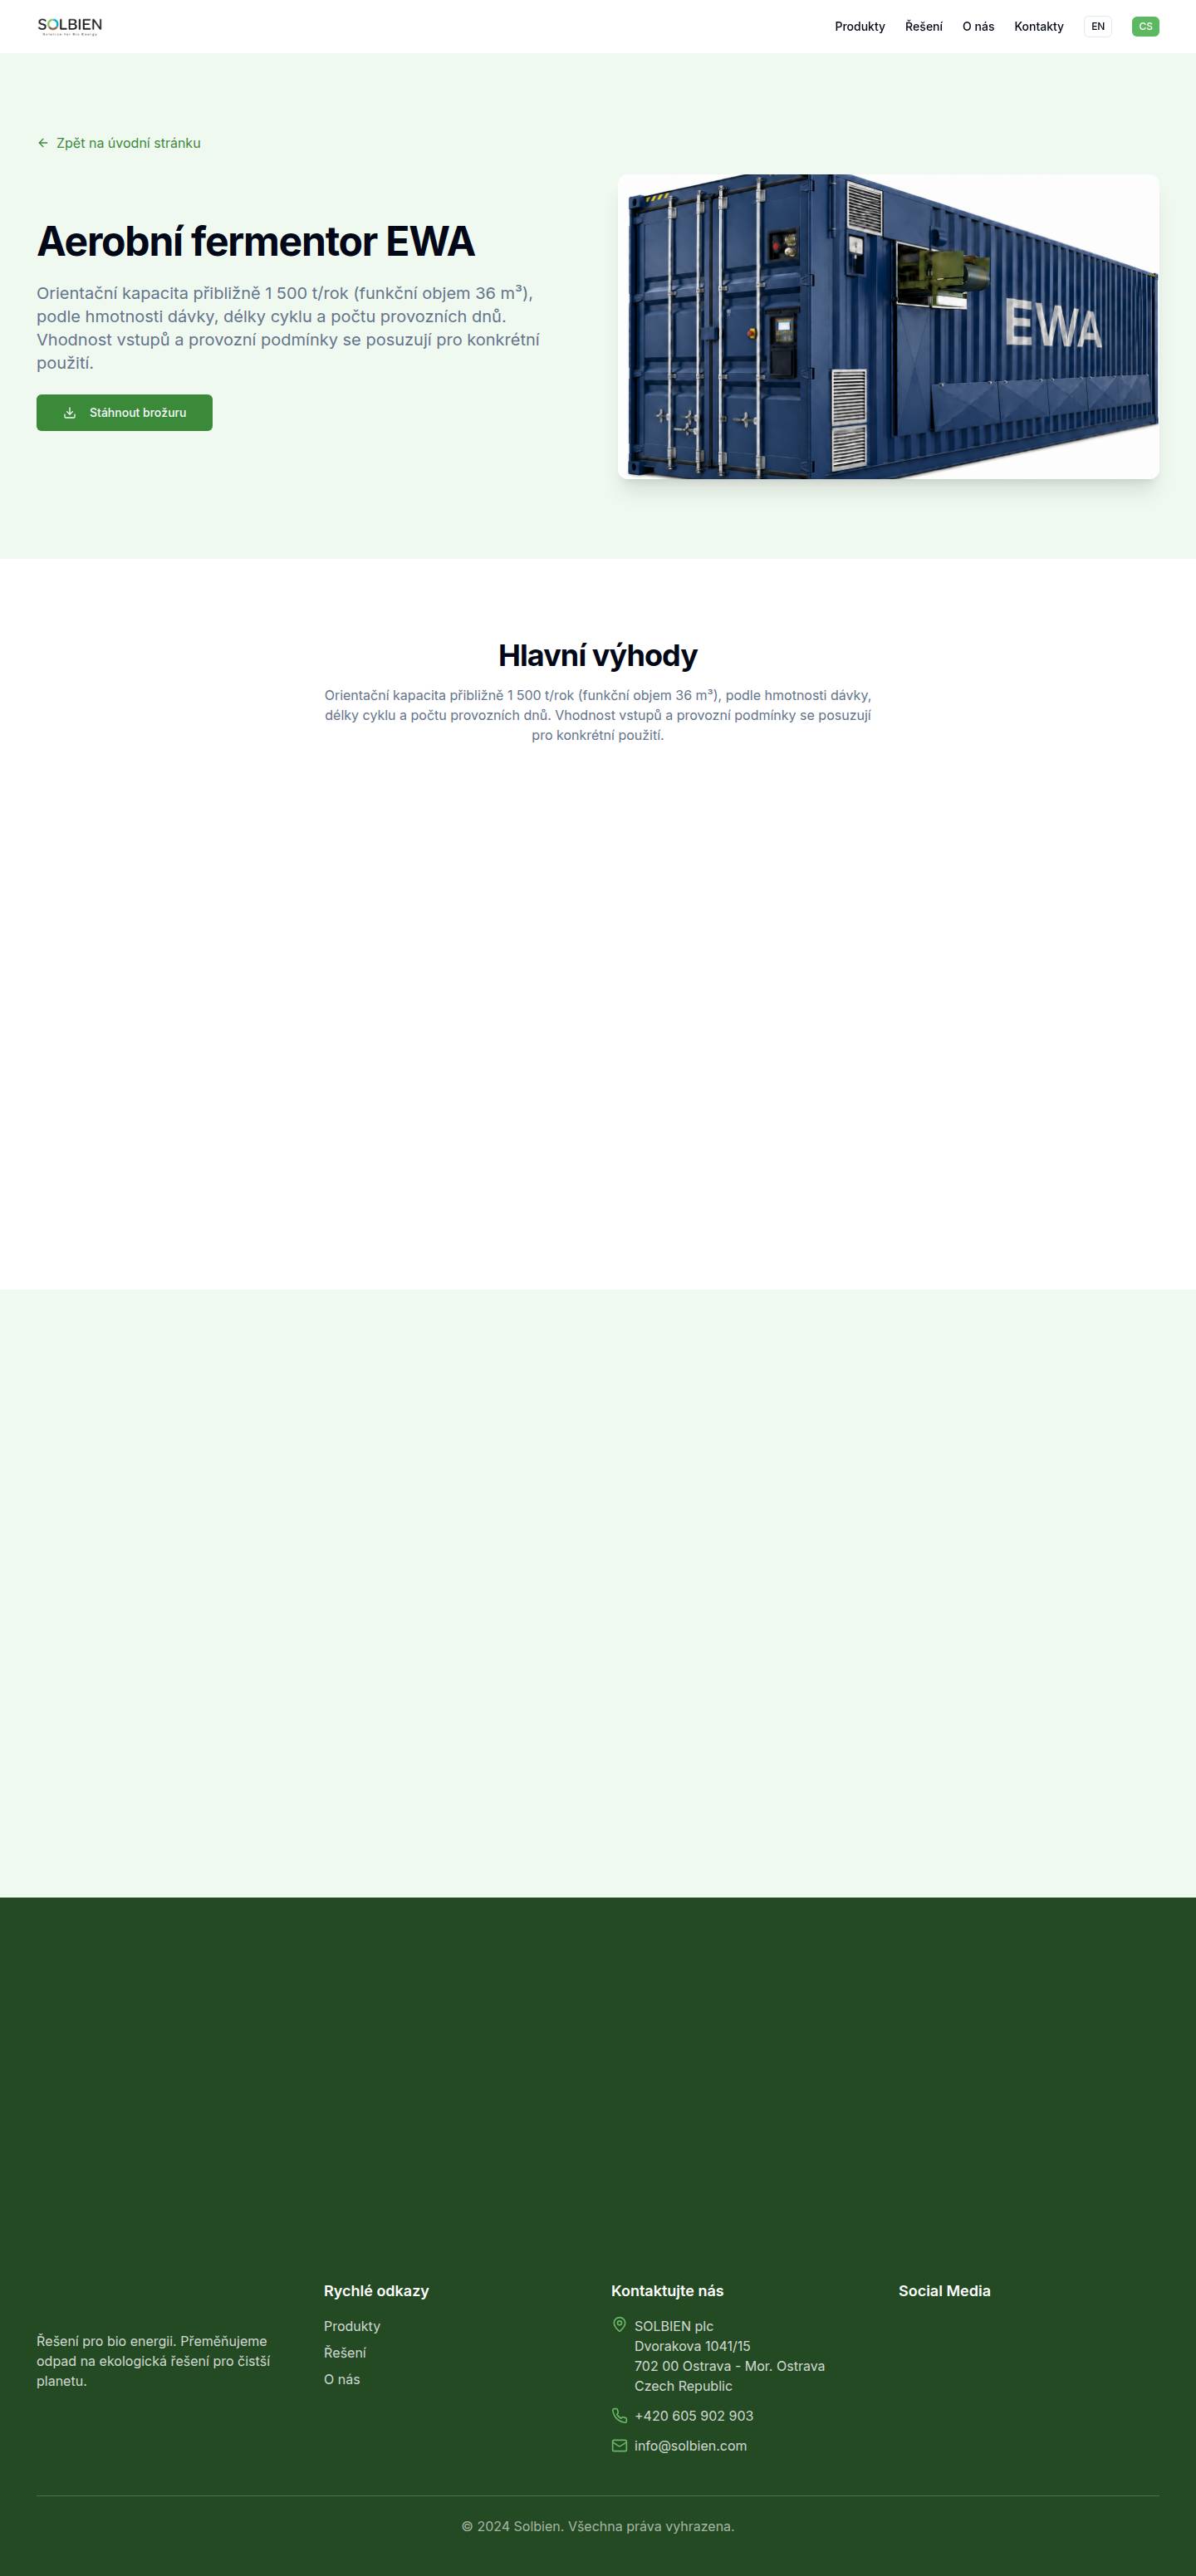 SOLBIEN
Solution for Bio Energy
Produkty
Řešení
O nás
Kontakty
EN
CS
Zpět na úvodní stránku
Aerobní fermentor EWA
Orientační kapacita přibližně 1 500 t/rok (funkční objem 36 m³),
podle hmotnosti dávky, délky cyklu a počtu provozních dnů.
Vhodnost vstupů a provozní podmínky se posuzují pro konkrétní
použití.
Stáhnout brožuru
EWA
Hlavní výhody
Orientační kapacita přibližně 1 500 t/rok (funkční objem 36 m³), podle hmotnosti dávky,
délky cyklu a počtu provozních dnů. Vhodnost vstupů a provozní podmínky se posuzují
pro konkrétní použití.
Řešení pro bio energii. Přeměňujeme
odpad na ekologická řešení pro čistší
planetu.
Rychlé odkazy
Produkty
Řešení
O nás
Kontaktujte nás
SOLBIEN plc
Dvorakova 1041/15
702 00 Ostrava - Mor. Ostrava
Czech Republic
+420 605 902 903
info@solbien.com
Social Media
© 2024 Solbien. Všechna práva vyhrazena.